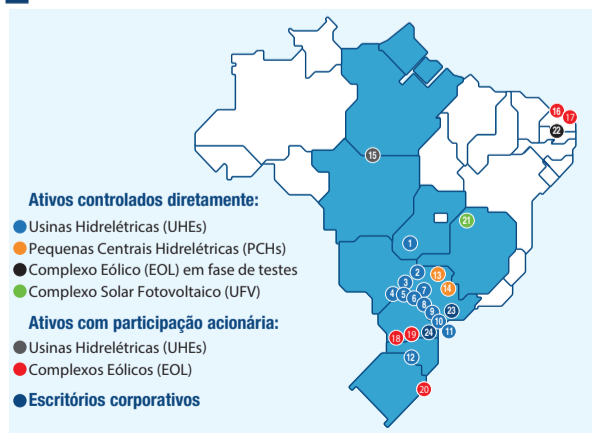 16
17
22
15
Ativos controlados diretamente:
Usinas Hidrelétricas (UHEs)
21
Pequenas Centrais Hidrelétricas (PCHs)
1
Complexo Eólico (EOL) em fase de testes
2
13
Complexo Solar Fotovoltaico (UFV)
3
4
5
6
7
14
8
Ativos com participação acionária:
9
23
10
Usinas Hidrelétricas (UHEs)
18
19
24
11
Complexos Eólicos (EOL)
12
Escritórios corporativos
20